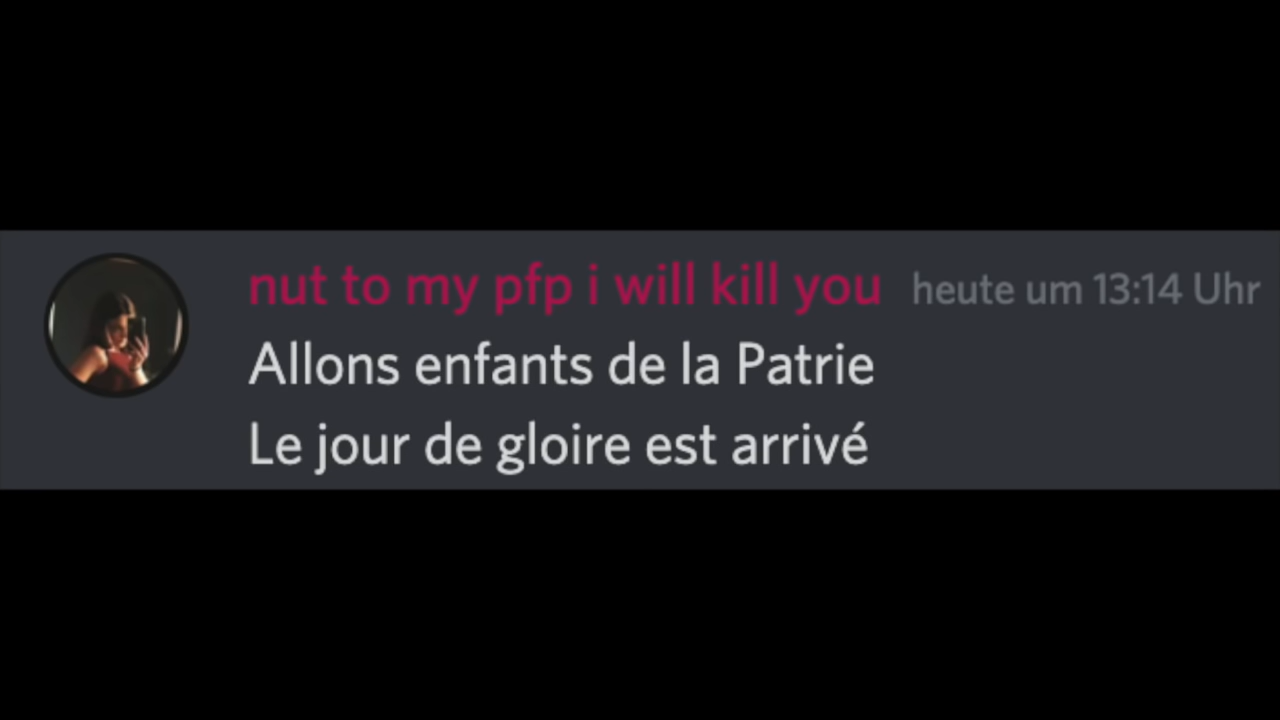 nut to my pfp i will kill you heute um 13:14 Uhr
Allons enfants de la Patrie
Le jour de gloire est arrivé